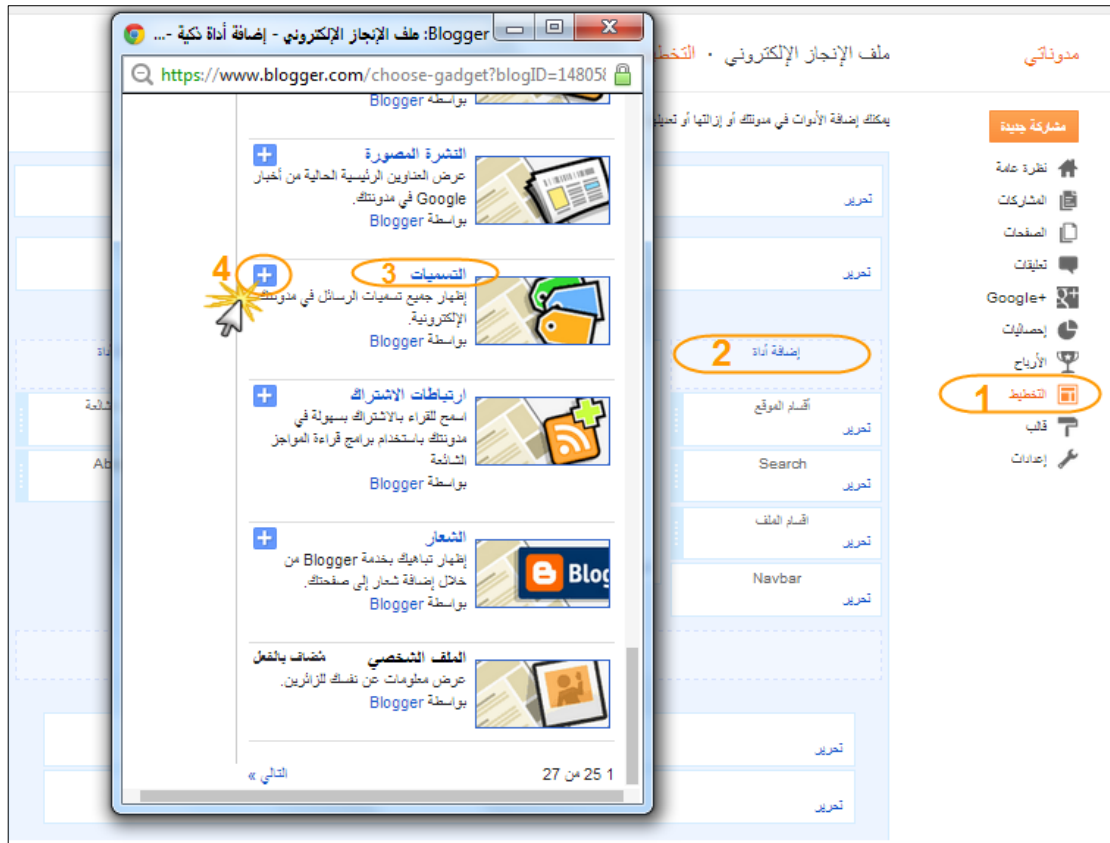 Blogger: ملف الإنجاز الإلكتروني - إضافة أداة ذكية -...
https://www.blogger.com/choose-gadget?blogID=14805
مدوناتي
ملف الإنجاز الإلكتروني · التخط
يمكنك إضافة الأدوات في مدونتك أو إزالتها أو تعديل
مشاركة جديدة
نظرة عامة
المشاركات
الصفحات
تعليقات
Google+
إحصائيات
الأرباح
1 التخطيط
قالب
إعدادات
تحرير
تحرير
2 إضافة أداة
أقسام الموقع
تحرير
Search
تحرير
اقسام الملف
تحرير
Navbar
تحرير
تحرير
تحرير
بواسطة Blogger
النشرة المصورة
عرض العناوين الرئيسية الحالية من أخبار
Google في مدونتك.
بواسطة Blogger
التسميات 3
4
إظهار جميع تسميات الرسائل في مدونتك
الإلكترونية.
بواسطة Blogger
ارتباطات الاشتراك
اسمح للقراء بالاشتراك بسهولة في
مدونتك باستخدام برامج قراءة المواجز
الشائعة
بواسطة Blogger
الشعار
إظهار تباهيك بخدمة Blogger من
خلال إضافة شعار إلى صفحتك.
بواسطة Blogger
Blog
الملف الشخصي مُضاف بالفعل
عرض معلومات عن نفسك للزائرين.
بواسطة Blogger
1 25 من 27
التالي »
شائعة
Ab